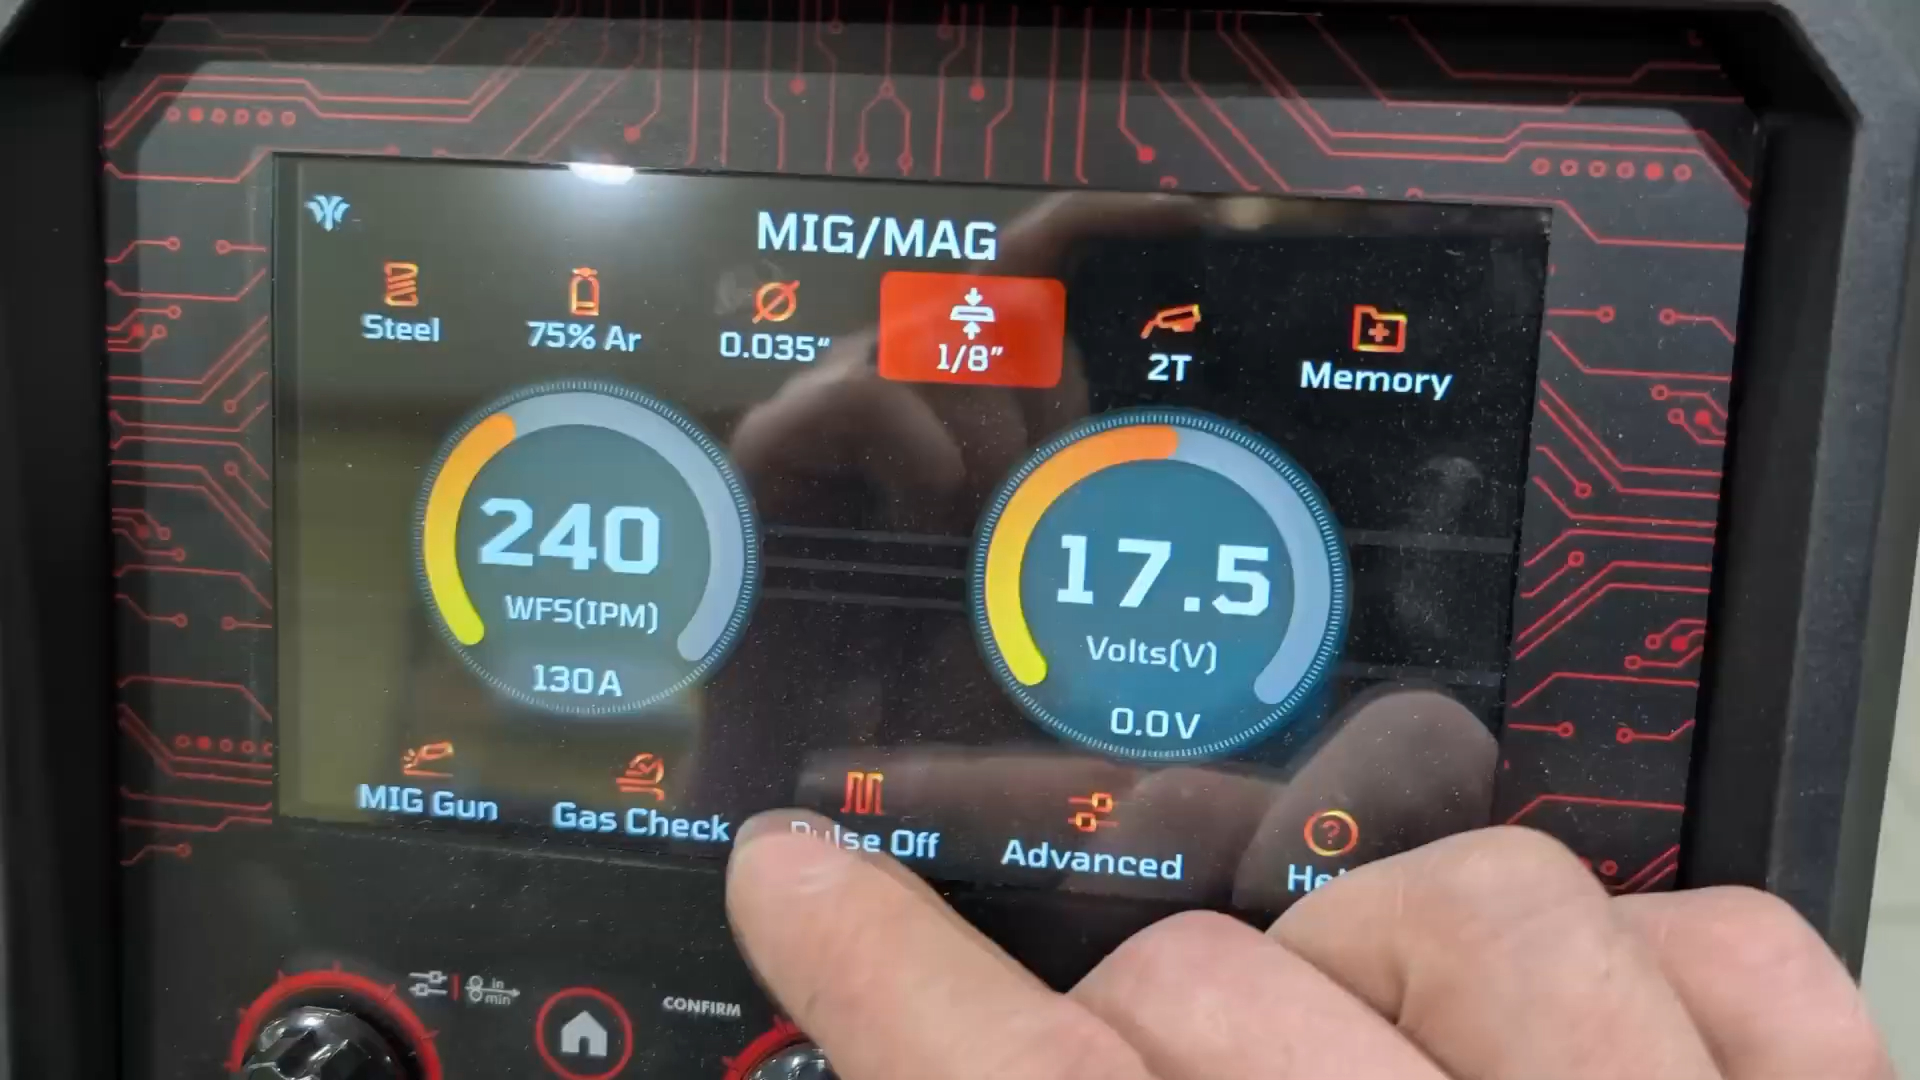 MIG/MAG
Steel
75% Ar
0.035"
1/8"
2T
Memory
240
WFS(IPM)
130A
17.5
Volts(V)
0.0V
MIG Gun
Gas Check
Pulse Off
Advanced
in
min
CONFIRM